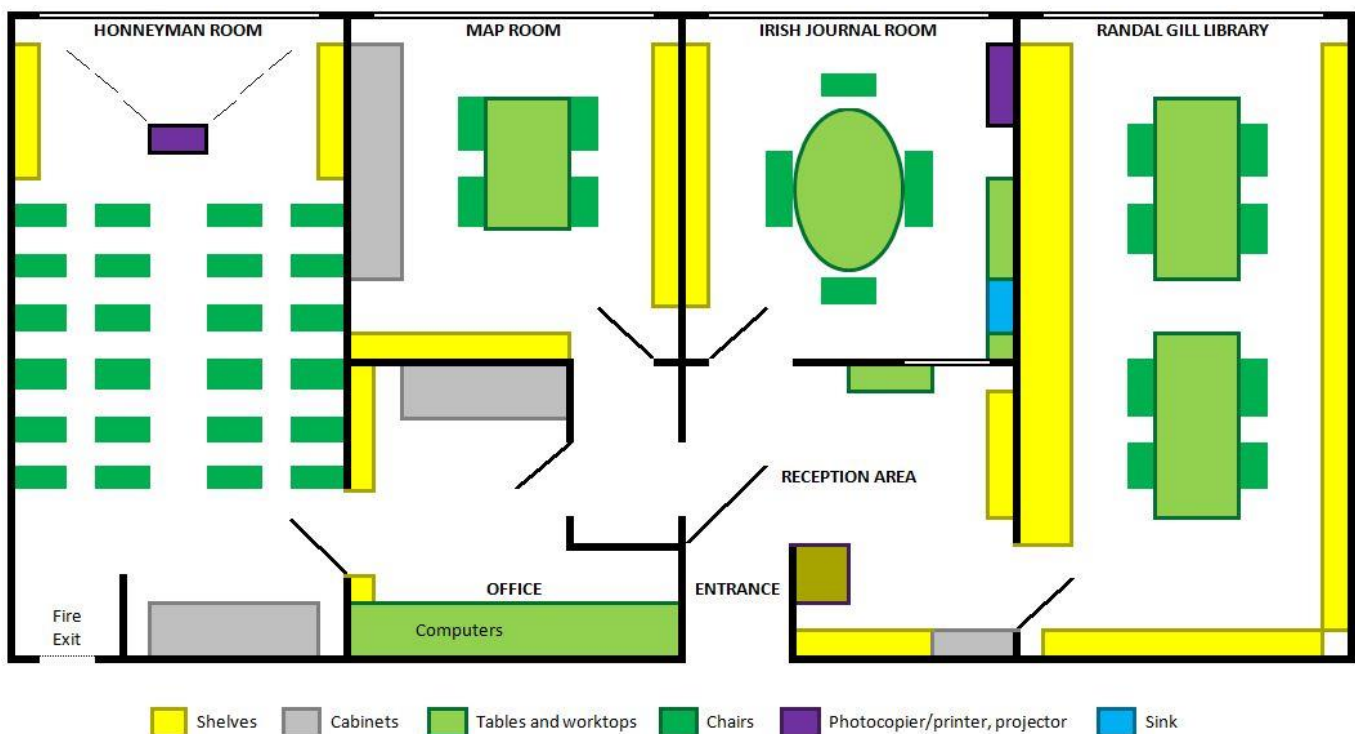 HONNEYMAN ROOM
MAP ROOM
IRISH JOURNAL ROOM
RANDAL GILL LIBRARY
RECEPTION AREA
OFFICE
ENTRANCE
Fire
Exit
Computers
Shelves
Cabinets
Tables and worktops
Chairs
Photocopier/printer, projector
Sink